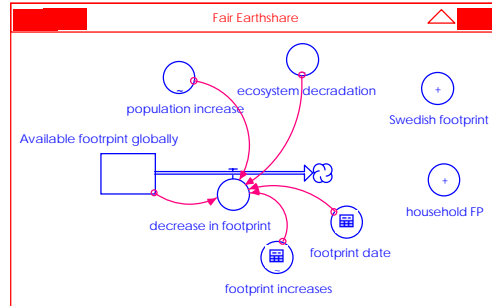 Fair Earthshare
ecosystem decradation
population increase
Swedish footprint
Available footrpint globally
household FP
decrease in footprint
footprint date
footprint increases